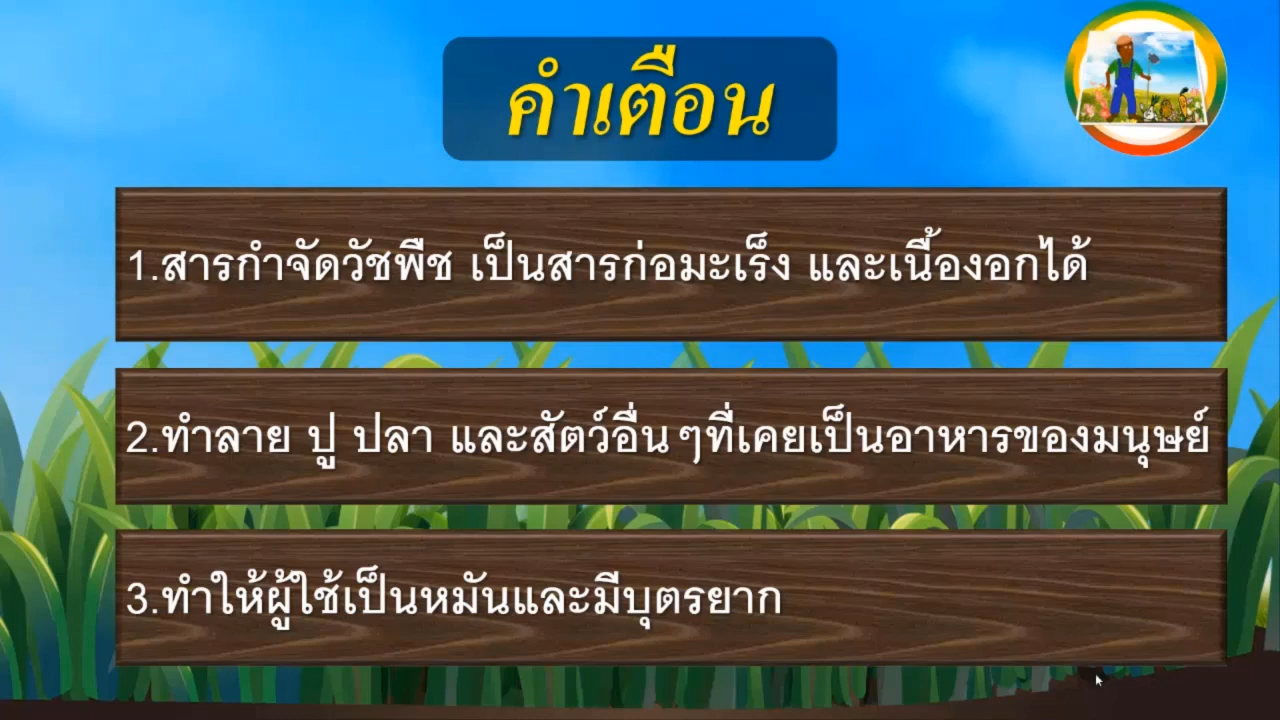 คำเตือน
1.สารกำจัดวัชพืช เป็นสารก่อมะเร็ง และเนื้องอกได้
2.ทำลาย ปู ปลา และสัตว์อื่น ๆที่เคยเป็นอาหารของมนุษย์
3.ทำให้ผู้ใช้เป็นหมันและมีบุตรยาก